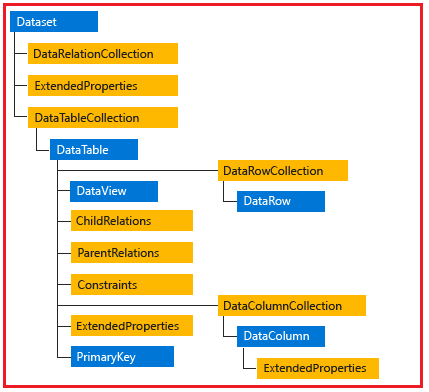 Dataset
DataRelationCollection
ExtendedProperties
DataTableCollection
DataTable
DataRowCollection
DataRow
DataView
ChildRelations
ParentRelations
Constraints
DataColumnCollection
DataColumn
ExtendedProperties
ExtendedProperties
PrimaryKey